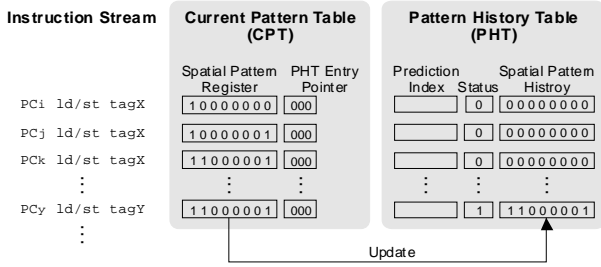 Instruction Stream Current Pattern Table Pattern History Table
(CPT) (PHT)
Spatial Pattern PHT Entry Prediction Spatial Pattern
Register Pointer Index Status Histroy
PCi ld/st tagX 10000000 000 0 00000000
PCj ld/st tagX 10000001 000 0 00000000
PCk ld/st tagX 11000001 000 0 00000000
PCy ld/st tagY 11000001 000 1 11000001
Update